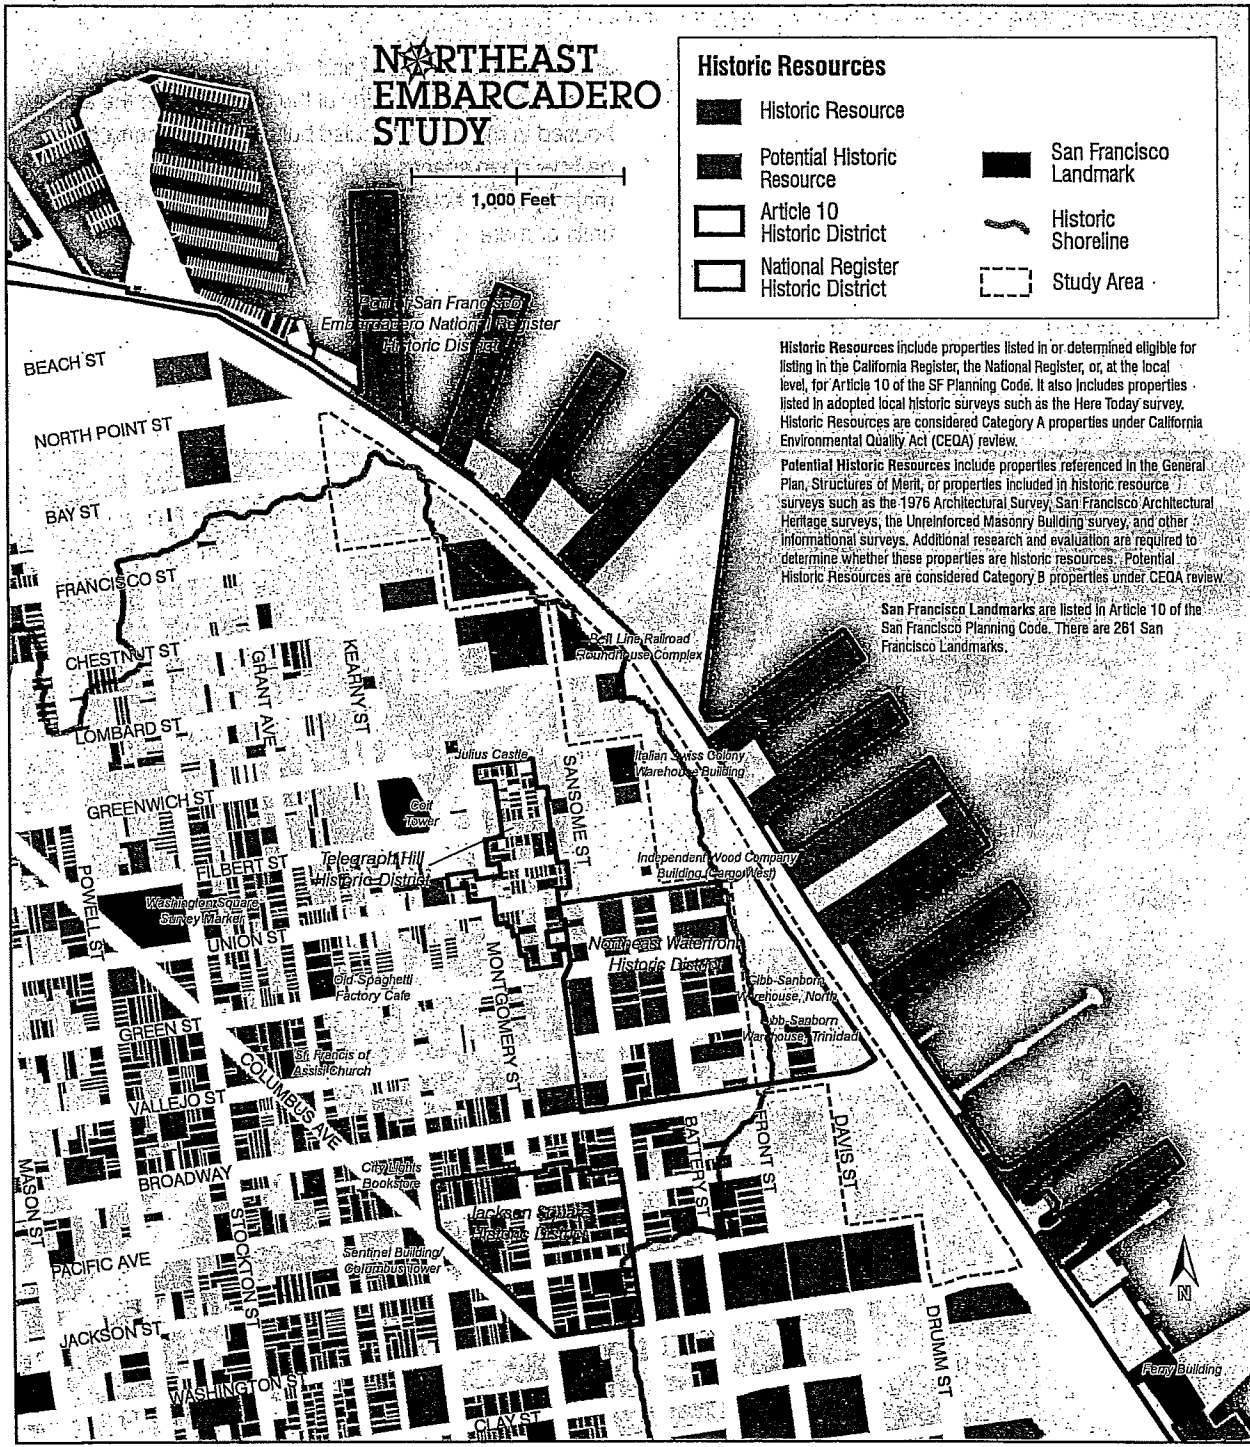 NORTHEAST
EMBARCADERO
STUDY
1,000 Feet
Historic Resources
Historic Resource
Potential Historic
Resource
Article 10
Historic District
National Register
Historic District
San Francisco
Landmark
Historic
Shoreline
Study Area
Historic Resources include properties listed in or determined eligible for
listing in the California Register, the National Register, or, at the local
level, for Article 10 of the SF Planning Code. It also includes properties
listed in adopted local historic surveys such as the Here Today survey.
Historic Resources are considered Category A properties under California
Environmental Quality Act (CEQA) review.
Potential Historic Resources include properties referenced in the General
Plan, Structures of Merit, or properties included in historic resource
surveys such as the 1976 Architectural Survey, San Francisco Architectural
Heritage surveys, the Unreinforced Masonry Building survey, and other
informational surveys. Additional research and evaluation are required to
determine whether these properties are historic resources. Potential
Historic Resources are considered Category B properties under CEQA review
San Francisco Landmarks are listed in Article 10 of the
San Francisco Planning Code. There are 261 San
Francisco Landmarks.
Port of San Francisco
Embarcadero National Register
Historic District
BEACH ST
NORTH POINT ST
BAY ST
FRANCISCO ST
CHESTNUT ST
LOMBARD ST
GREENWICH ST
FILBERT ST
UNION ST
GREEN ST
VALLEJO ST
BROADWAY
PACIFIC AVE
JACKSON ST
WASHINGTON ST
CLAY ST
MASON ST
POWELL ST
STOCKTON ST
COLUMBUS AVE
GRANT AVE
KEARNY ST
MONTGOMERY ST
SANSOME ST
BATTERY ST
FRONT ST
DAVIS ST
DRUMM ST
Belt Line Railroad
Roundhouse Complex
Julius Castle
Italian Swiss Colony
Warehouse Building
Coit
Tower
Telegraph Hill
Historic District
Independent Wood Company
Building (Cargo West)
Washington Square
Survey Marker
Northeast Waterfront
Historic District
Old Spaghetti
Factory Cafe
Gibb-Sanborn
Warehouse, North
Gibb-Sanborn
Warehouse, Trinidad
St. Francis of
Assisi Church
City Lights
Bookstore
Jackson Square
Historic District
Sentinel Building/
Columbus Tower
N
Ferry Building